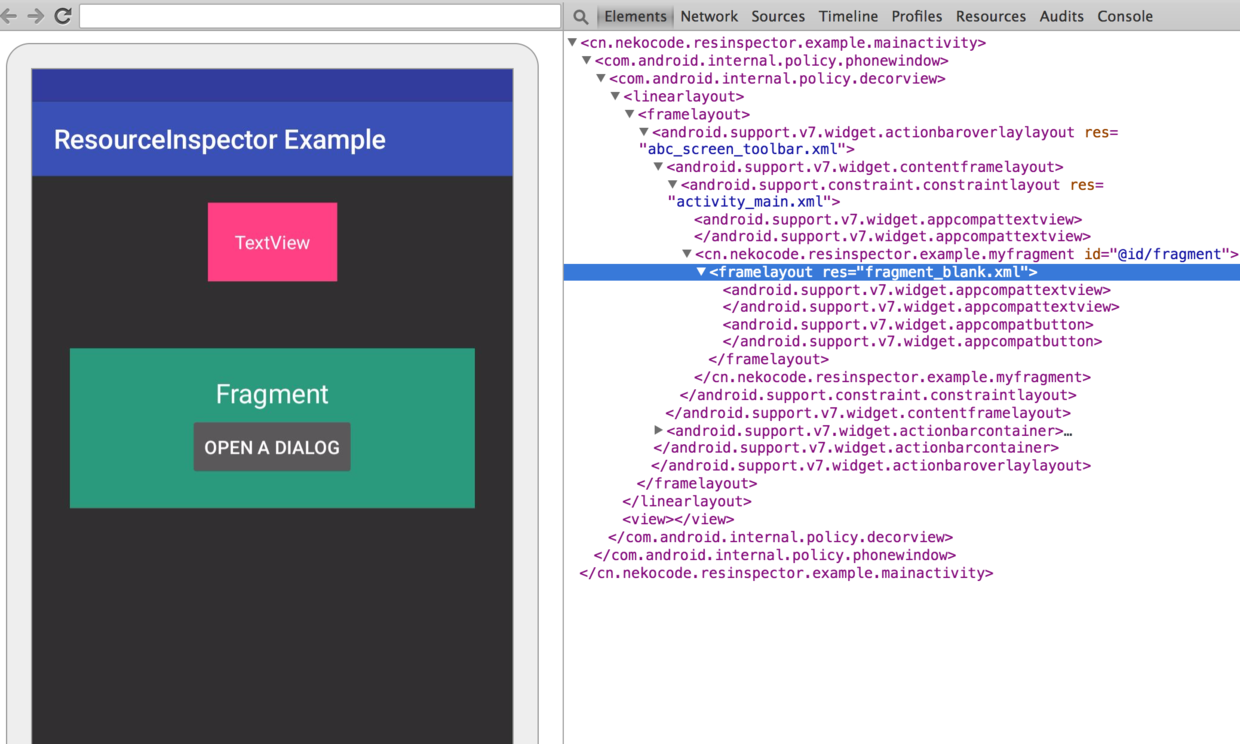 Elements Network Sources Timeline Profiles Resources Audits Console
ResourceInspector Example
TextView
Fragment
OPEN A DIALOG
<cn.nekocode.resinspector.example.mainactivity>
<com.android.internal.policy.phonewindow>
<com.android.internal.policy.decorview>
<linearlayout>
<framelayout>
<android.support.v7.widget.actionbaroverlaylayout res=
"abc_screen_toolbar.xml">
<android.support.v7.widget.contentframelayout>
<android.support.constraint.constraintlayout res=
"activity_main.xml">
<android.support.v7.widget.appcompattextview>
</android.support.v7.widget.appcompattextview>
<cn.nekocode.resinspector.example.myfragment id="@id/fragment">
<framelayout res="fragment_blank.xml">
<android.support.v7.widget.appcompattextview>
</android.support.v7.widget.appcompattextview>
<android.support.v7.widget.appcompatbutton>
</android.support.v7.widget.appcompatbutton>
</framelayout>
</cn.nekocode.resinspector.example.myfragment>
</android.support.constraint.constraintlayout>
</android.support.v7.widget.contentframelayout>
<android.support.v7.widget.actionbarcontainer>…
</android.support.v7.widget.actionbarcontainer>
</android.support.v7.widget.actionbaroverlaylayout>
</framelayout>
</linearlayout>
<view></view>
</com.android.internal.policy.decorview>
</com.android.internal.policy.phonewindow>
</cn.nekocode.resinspector.example.mainactivity>